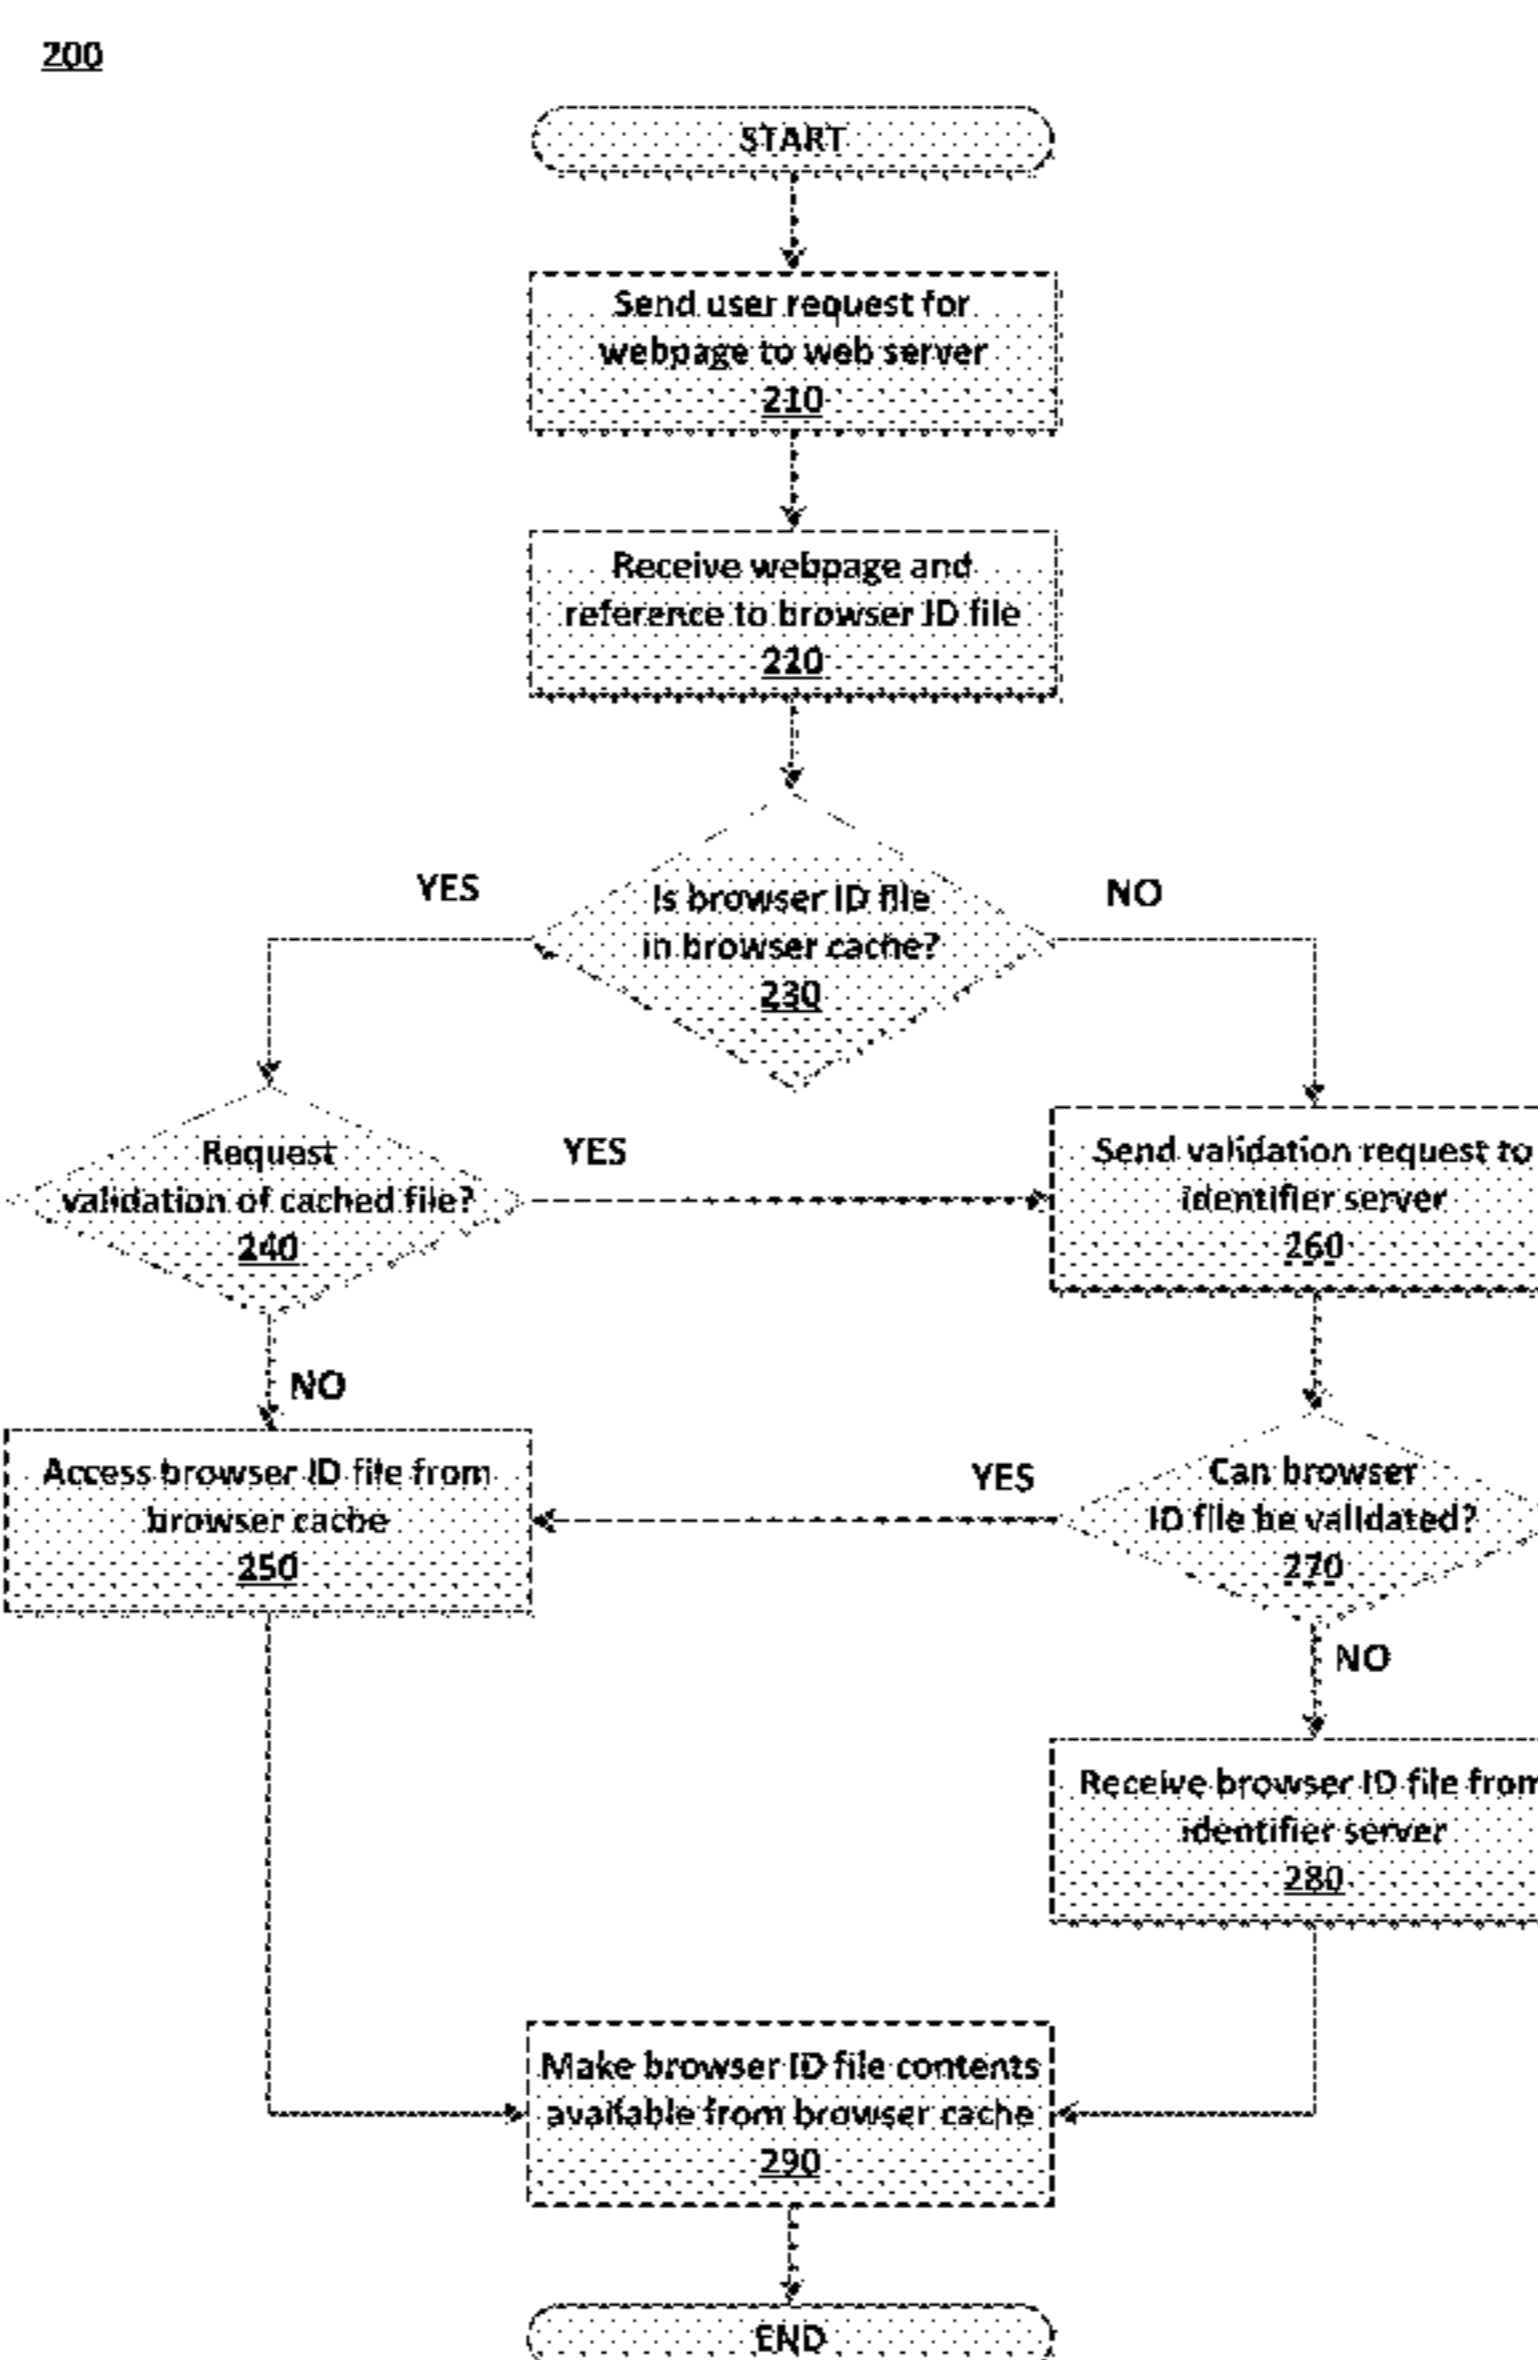 200
START
Send user request for
webpage to web server
210
Receive webpage and
reference to browser ID file
220
YES
Is browser ID file
in browser cache?
230
NO
Request
validation of cached file?
240
YES
Send validation request to
identifier server
260
NO
Access browser ID file from
browser cache
250
YES
Can browser
ID file be validated?
270
NO
Receive browser ID file from
identifier server
280
Make browser ID file contents
available from browser cache
290
END